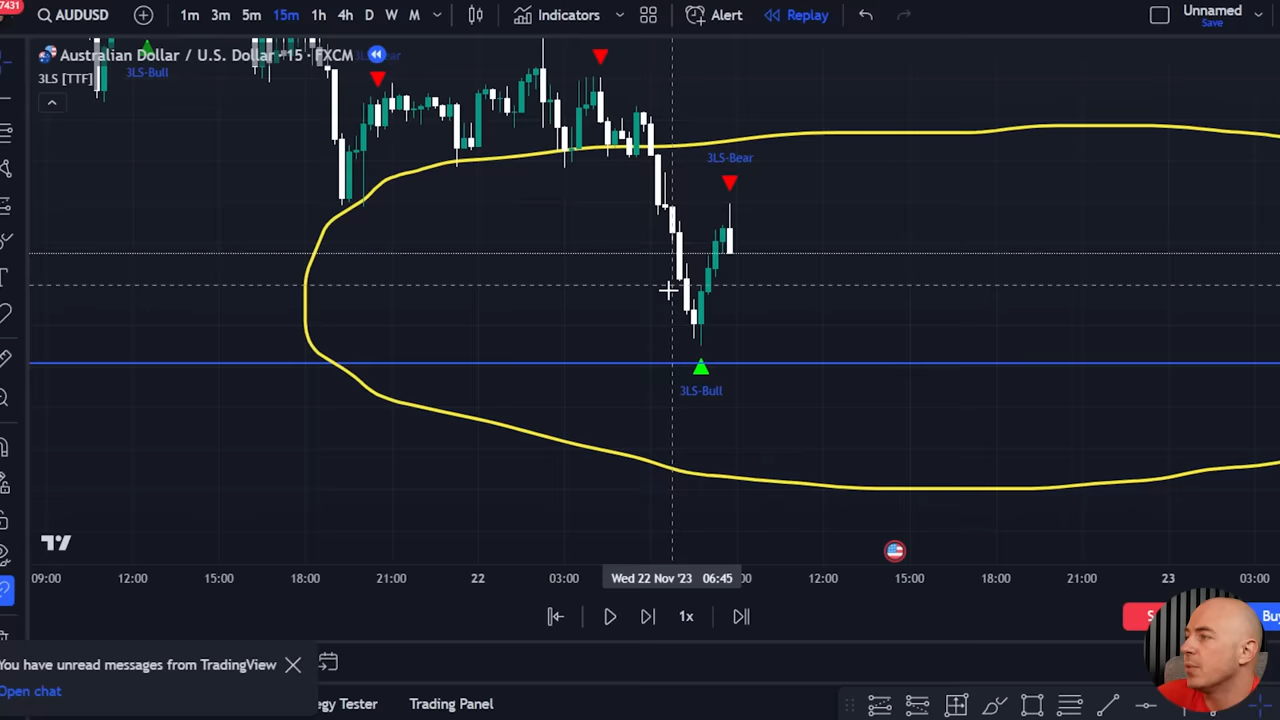 7431
AUDUSD
1m 3m 5m 15m 1h 4h D W M
Indicators
Alert
Replay
Unnamed
Save
Australian Dollar / U.S. Dollar · 15 · FXCM
3LS [TTF]
3LS-Bull
3LS-Bear
3LS-Bull
09:00 12:00 15:00 18:00 21:00 22 03:00 Wed 22 Nov '23 06:45 12:00 15:00 18:00 21:00 23 03:00
1x
You have unread messages from TradingView
Open chat
Trading Panel